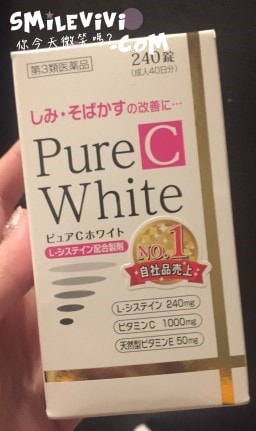 SMiLEViVi
你今天微笑嗎?
.com
第3類医薬品
240錠
(成人40日分)
しみ・そばかすの改善に…
Pure C
White
ピュアCホワイト
L-システイン配合製剤
NO.1
自社品売上
L-システイン 240mg
ビタミンC 1000mg
天然型ビタミンE 50mg